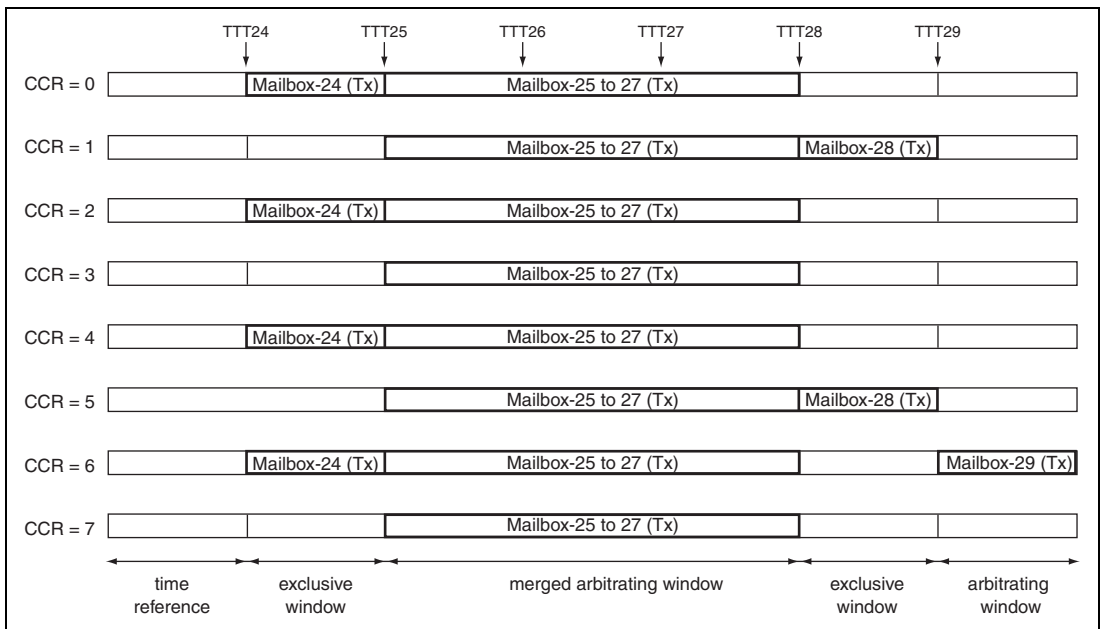 TTT24 TTT25 TTT26 TTT27 TTT28 TTT29
CCR = 0 Mailbox-24 (Tx) Mailbox-25 to 27 (Tx)
CCR = 1 Mailbox-25 to 27 (Tx) Mailbox-28 (Tx)
CCR = 2 Mailbox-24 (Tx) Mailbox-25 to 27 (Tx)
CCR = 3 Mailbox-25 to 27 (Tx)
CCR = 4 Mailbox-24 (Tx) Mailbox-25 to 27 (Tx)
CCR = 5 Mailbox-25 to 27 (Tx) Mailbox-28 (Tx)
CCR = 6 Mailbox-24 (Tx) Mailbox-25 to 27 (Tx) Mailbox-29 (Tx)
CCR = 7 Mailbox-25 to 27 (Tx)
time exclusive merged arbitrating window exclusive arbitrating
reference window window window